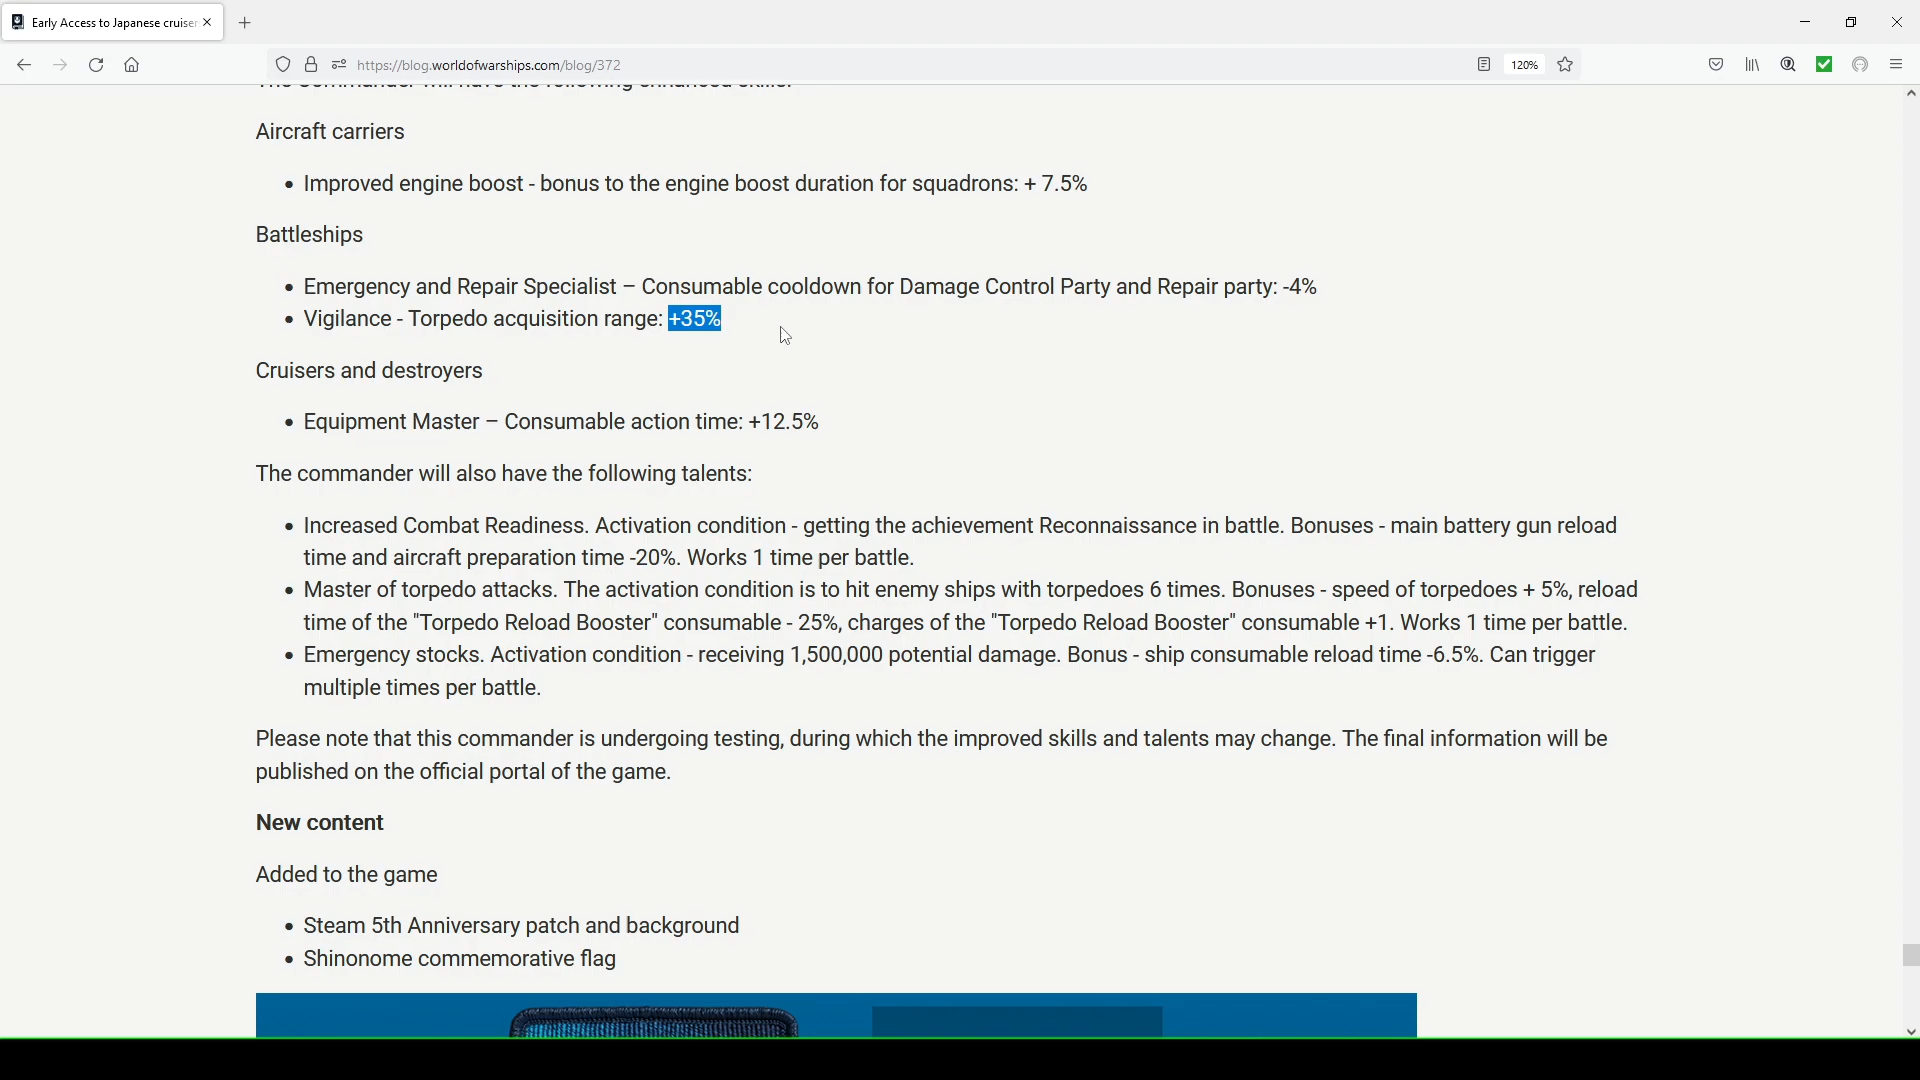 Early Access to Japanese cruiser
https://blog.worldofwarships.com/blog/372
120%
The Commander will have the following enhanced skills:
Aircraft carriers
• Improved engine boost - bonus to the engine boost duration for squadrons: + 7.5%
Battleships
• Emergency and Repair Specialist – Consumable cooldown for Damage Control Party and Repair party: -4%
• Vigilance - Torpedo acquisition range: +35%
Cruisers and destroyers
• Equipment Master – Consumable action time: +12.5%
The commander will also have the following talents:
• Increased Combat Readiness. Activation condition - getting the achievement Reconnaissance in battle. Bonuses - main battery gun reload
time and aircraft preparation time -20%. Works 1 time per battle.
• Master of torpedo attacks. The activation condition is to hit enemy ships with torpedoes 6 times. Bonuses - speed of torpedoes + 5%, reload
time of the "Torpedo Reload Booster" consumable - 25%, charges of the "Torpedo Reload Booster" consumable +1. Works 1 time per battle.
• Emergency stocks. Activation condition - receiving 1,500,000 potential damage. Bonus - ship consumable reload time -6.5%. Can trigger
multiple times per battle.
Please note that this commander is undergoing testing, during which the improved skills and talents may change. The final information will be
published on the official portal of the game.
New content
Added to the game
• Steam 5th Anniversary patch and background
• Shinonome commemorative flag